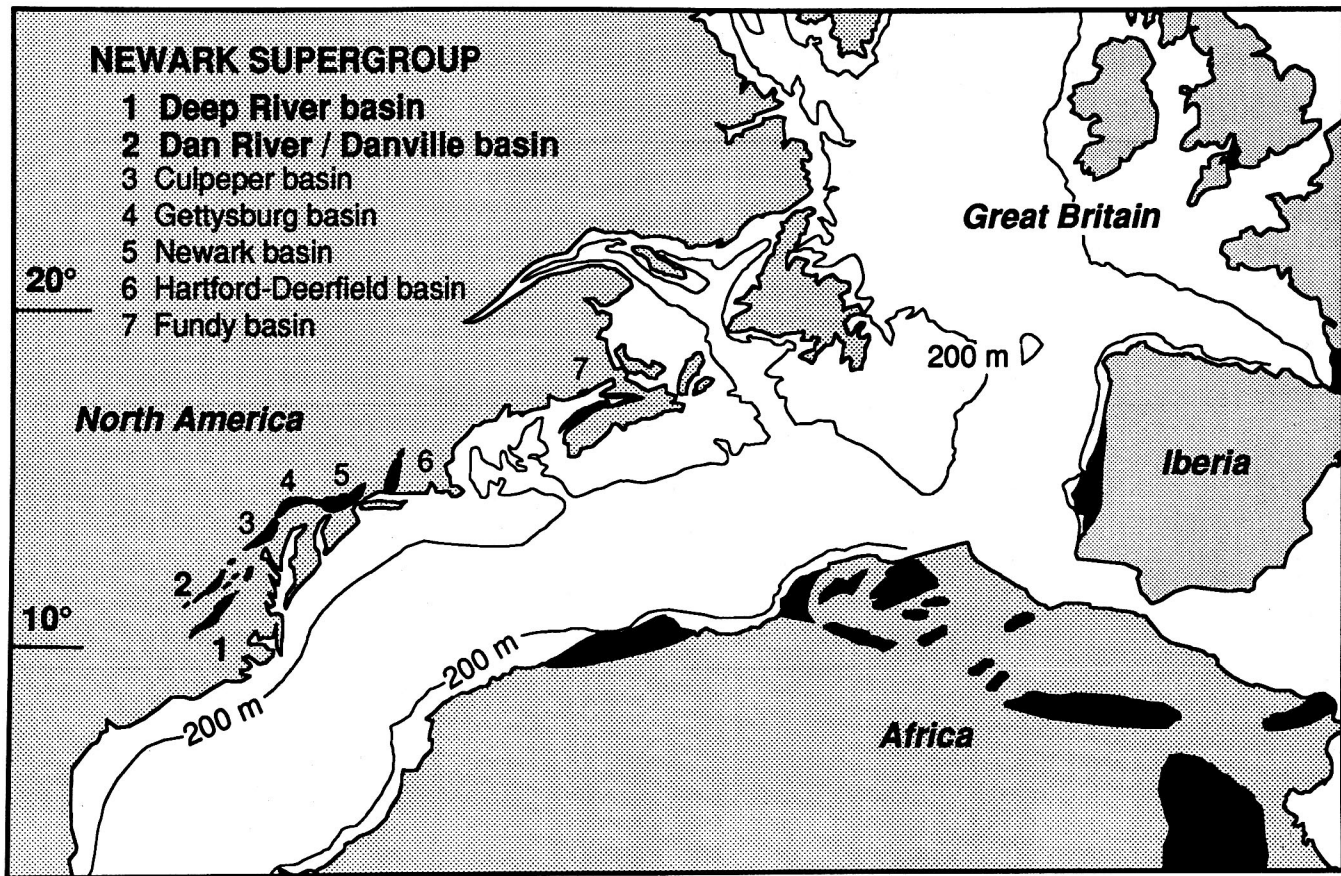 NEWARK SUPERGROUP
1 Deep River basin
2 Dan River / Danville basin
3 Culpeper basin
4 Gettysburg basin
5 Newark basin
6 Hartford-Deerfield basin
7 Fundy basin
20°
10°
North America
Great Britain
Iberia
Africa
200 m
200 m
200 m
7
6
5
4
3
2
1